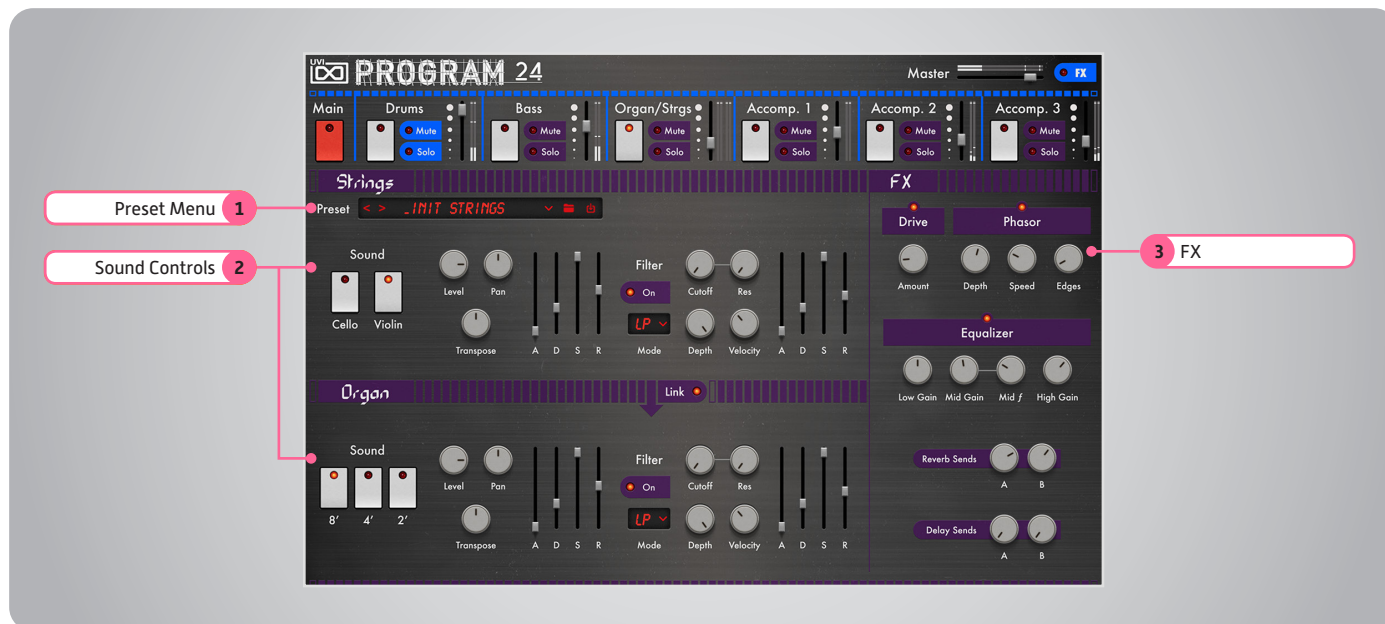 UVI
PROGRAM 24
Master
FX
Main
Drums
Mute
Solo
Bass
Mute
Solo
Organ/Strgs
Mute
Solo
Accomp. 1
Mute
Solo
Accomp. 2
Mute
Solo
Accomp. 3
Mute
Solo
Strings
FX
Preset Menu 1
Preset < > _INIT STRINGS
Sound Controls 2
Sound
Cello Violin
Level Pan
Transpose
A D S R
Filter
On
LP
Mode
Cutoff Res
Depth Velocity
A D S R
Drive
Amount
Phasor
Depth Speed Edges
3 FX
Equalizer
Low Gain Mid Gain Mid f High Gain
Organ
Link
Sound
8' 4' 2'
Level Pan
Transpose
A D S R
Filter
On
LP
Mode
Cutoff Res
Depth Velocity
A D S R
Reverb Sends
A B
Delay Sends
A B